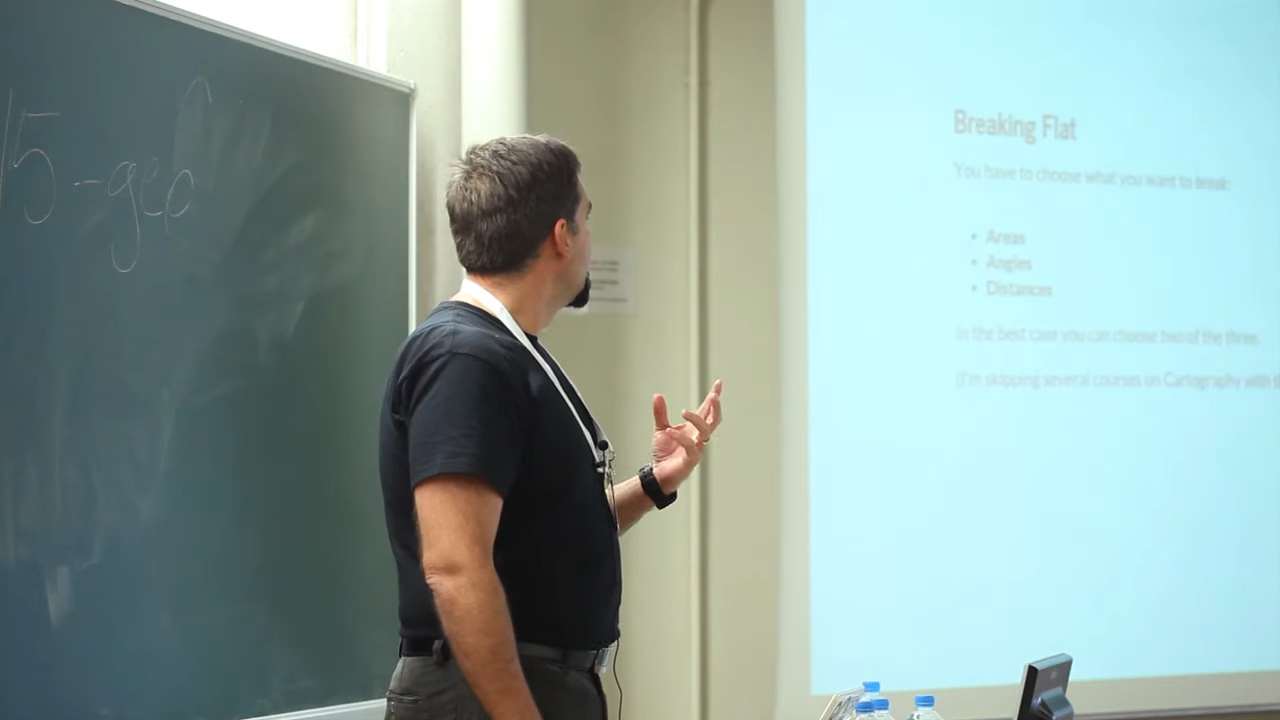 15-geo
Breaking Flat
You have to choose what you want to break:
• Areas
• Angles
• Distances
In the best case you can choose two of the three.
(I'm skipping several courses on Cartography with